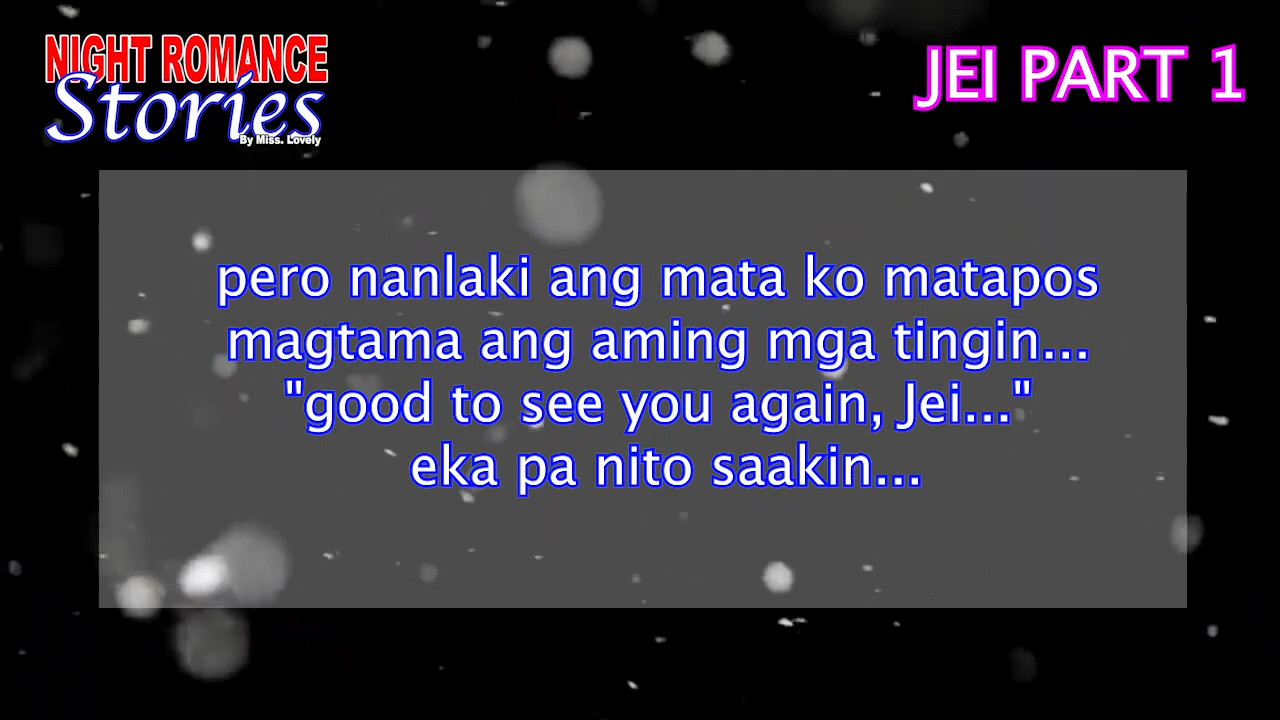 NIGHT ROMANCE
Stories
By Miss. Lovely
JEI PART 1
pero nanlaki ang mata ko matapos
magtama ang aming mga tingin...
"good to see you again, Jei..."
eka pa nito saakin...